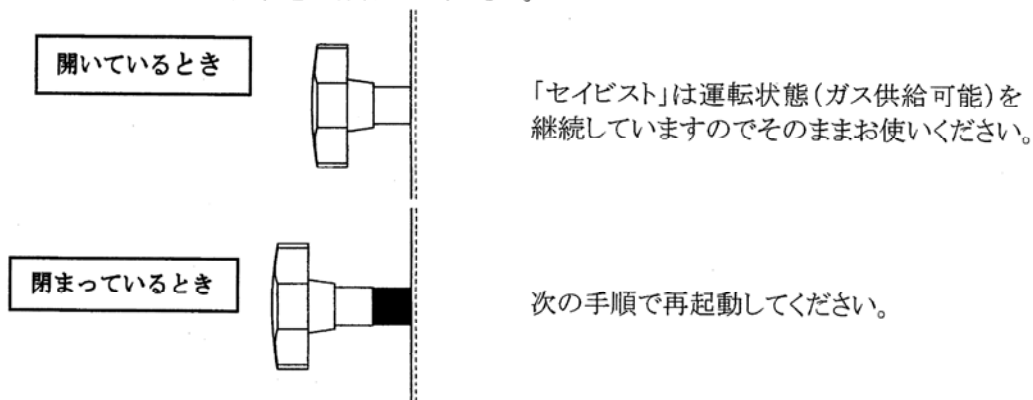 開いているとき
「セイビスト」は運転状態(ガス供給可能)を
継続していますのでそのままお使いください。
閉まっているとき
次の手順で再起動してください。